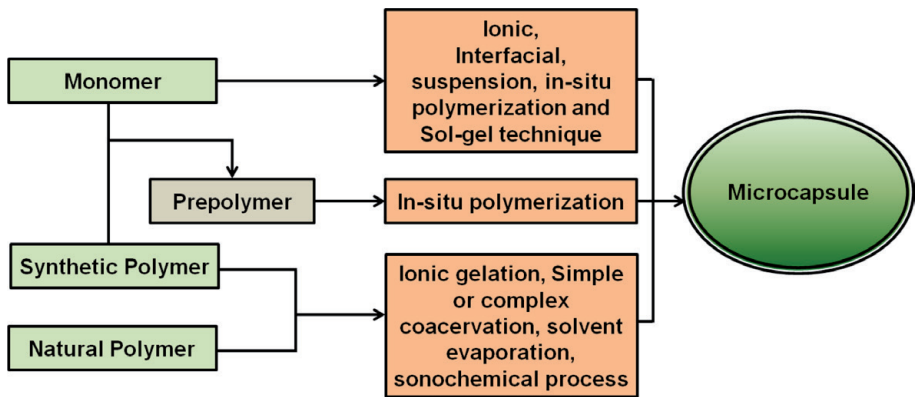 Monomer
Ionic,
Interfacial,
suspension, in-situ
polymerization and
Sol-gel technique
Prepolymer
In-situ polymerization
Microcapsule
Synthetic Polymer
Natural Polymer
Ionic gelation, Simple
or complex
coacervation, solvent
evaporation,
sonochemical process